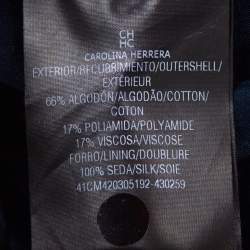 CH
HC
CAROLINA HERRERA
EXTERIOR/RECUBRIMIENTO/OUTERSHELL/
EXTÉRIEUR
66% ALGODÓN/ALGODÃO/COTTON/
COTON
17% POLIAMIDA/POLYAMIDE
17% VISCOSA/VISCOSE
FORRO/LINING/DOUBLURE
100% SEDA/SILK/SOIE
41CM420305192-430259